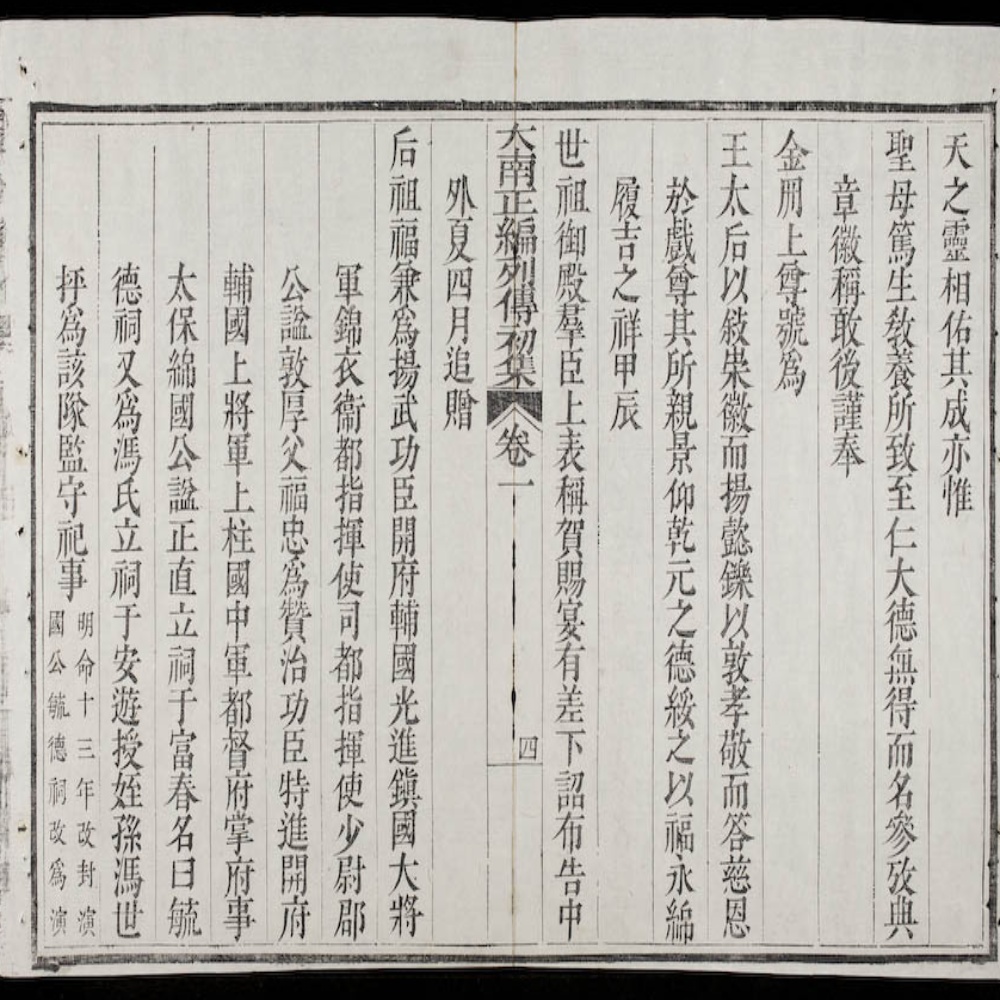 天之靈相佑其成亦惟
聖母篤生敎養所致至仁大德無得而名參攷典
章徽稱敢後謹奉
金冊上尊號爲
王太后以敍崇徽而揚懿鑠以敦孝敬而答慈恩
於戲尊其所親景仰乾元之德綏之以福永綿
履吉之祥甲辰
世祖御殿羣臣上表稱賀賜宴有差下詔布告中
大南正編列傳初集 卷一 四
外夏四月追贈
后祖福兼爲揚武功臣開府輔國光進鎭國大將
軍錦衣衞都指揮使司都指揮使少尉郡
公謚敦厚父福忠爲贊治功臣特進開府
輔國上將軍上柱國中軍都督府掌府事
太保綿國公謚正直立祠于富春名曰毓
德祠又爲馮氏立祠于安遊授姪孫馮世
抨爲該隊監守祀事
明命十三年改封演
國公毓德祠改爲演